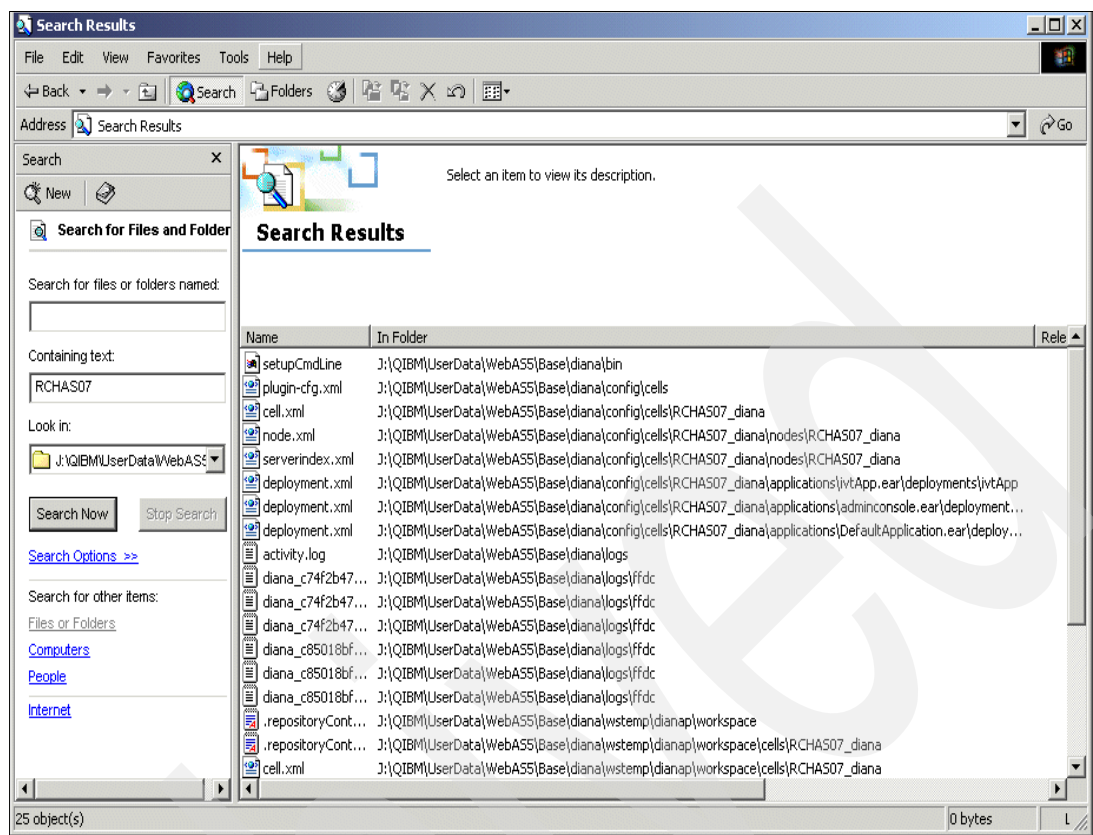 Search Results
File Edit View Favorites Tools Help
Back Search Folders
Address Search Results Go
Search
New
Search for Files and Folder
Search for files or folders named:
Containing text:
RCHAS07
Look in:
J:\QIBM\UserData\WebAS5
Search Now Stop Search
Search Options >>
Search for other items:
Files or Folders
Computers
People
Internet
Select an item to view its description.
Search Results
Name In Folder Rele
setupCmdLine J:\QIBM\UserData\WebAS5\Base\diana\bin
plugin-cfg.xml J:\QIBM\UserData\WebAS5\Base\diana\config\cells
cell.xml J:\QIBM\UserData\WebAS5\Base\diana\config\cells\RCHAS07_diana
node.xml J:\QIBM\UserData\WebAS5\Base\diana\config\cells\RCHAS07_diana\nodes\RCHAS07_diana
serverindex.xml J:\QIBM\UserData\WebAS5\Base\diana\config\cells\RCHAS07_diana\nodes\RCHAS07_diana
deployment.xml J:\QIBM\UserData\WebAS5\Base\diana\config\cells\RCHAS07_diana\applications\ivtApp.ear\deployments\ivtApp
deployment.xml J:\QIBM\UserData\WebAS5\Base\diana\config\cells\RCHAS07_diana\applications\adminconsole.ear\deployment...
deployment.xml J:\QIBM\UserData\WebAS5\Base\diana\config\cells\RCHAS07_diana\applications\DefaultApplication.ear\deploy...
activity.log J:\QIBM\UserData\WebAS5\Base\diana\logs
diana_c74f2b47... J:\QIBM\UserData\WebAS5\Base\diana\logs\ffdc
diana_c74f2b47... J:\QIBM\UserData\WebAS5\Base\diana\logs\ffdc
diana_c74f2b47... J:\QIBM\UserData\WebAS5\Base\diana\logs\ffdc
diana_c85018bf... J:\QIBM\UserData\WebAS5\Base\diana\logs\ffdc
diana_c85018bf... J:\QIBM\UserData\WebAS5\Base\diana\logs\ffdc
diana_c85018bf... J:\QIBM\UserData\WebAS5\Base\diana\logs\ffdc
.repositoryCont... J:\QIBM\UserData\WebAS5\Base\diana\wstemp\dianap\workspace
.repositoryCont... J:\QIBM\UserData\WebAS5\Base\diana\wstemp\dianap\workspace\cells\RCHAS07_diana
cell.xml J:\QIBM\UserData\WebAS5\Base\diana\wstemp\dianap\workspace\cells\RCHAS07_diana
25 object(s) 0 bytes